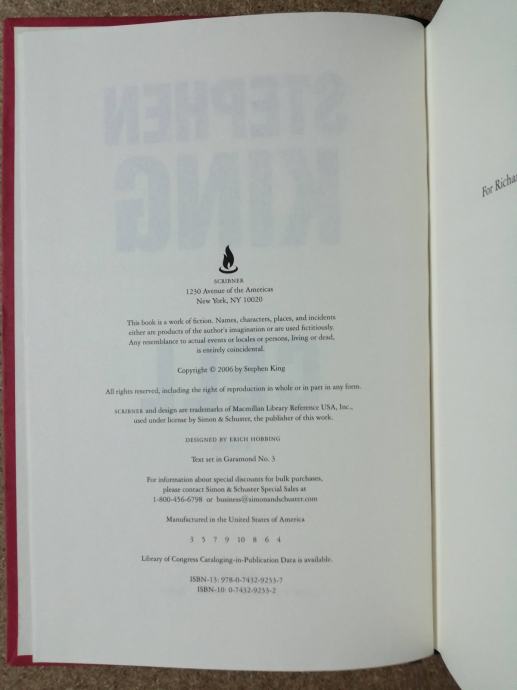 STEPHEN
KING
SCRIBNER
1230 Avenue of the Americas
New York, NY 10020
This book is a work of fiction. Names, characters, places, and incidents
either are products of the author's imagination or are used fictitiously.
Any resemblance to actual events or locales or persons, living or dead,
is entirely coincidental.
Copyright © 2006 by Stephen King
All rights reserved, including the right of reproduction in whole or in part in any form.
SCRIBNER and design are trademarks of Macmillan Library Reference USA, Inc.,
used under license by Simon & Schuster, the publisher of this work.
DESIGNED BY ERICH HOBBING
Text set in Garamond No. 3
For information about special discounts for bulk purchases,
please contact Simon & Schuster Special Sales at
1-800-456-6798 or business@simonandschuster.com
Manufactured in the United States of America
3 5 7 9 10 8 6 4
Library of Congress Cataloging-in-Publication Data is available.
ISBN-13: 978-0-7432-9233-7
ISBN-10: 0-7432-9233-2
For